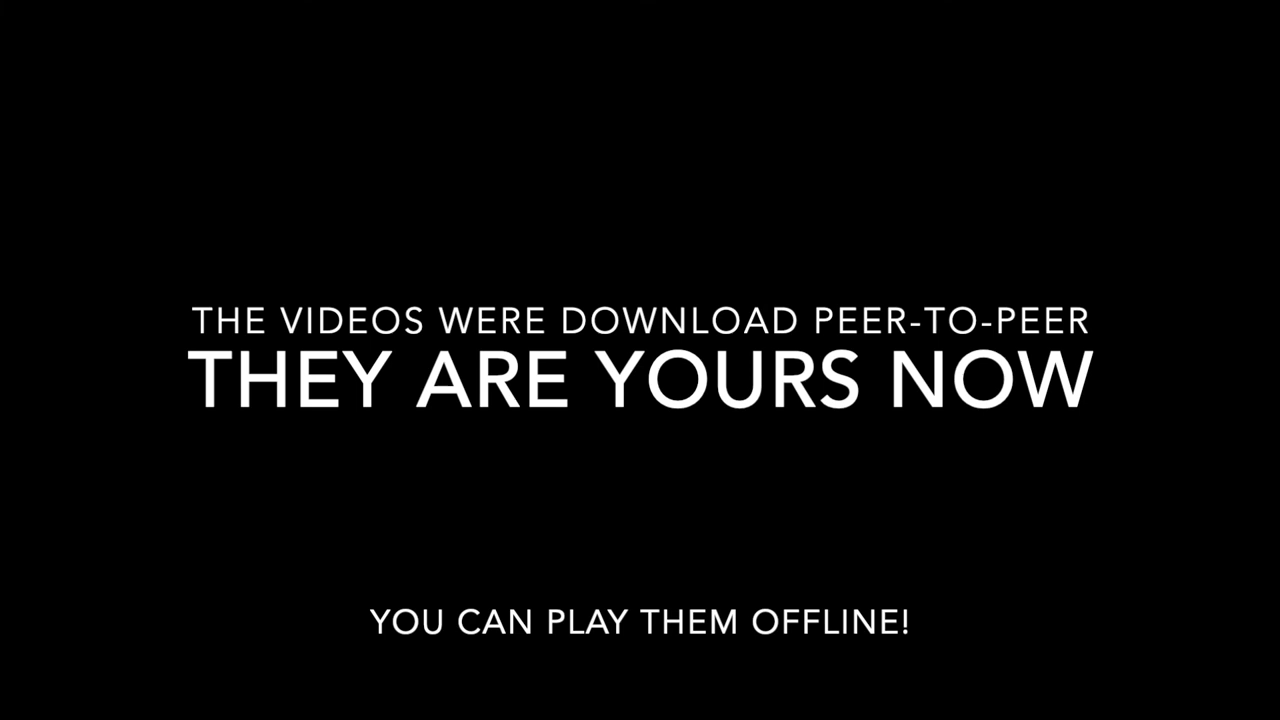 THE VIDEOS WERE DOWNLOAD PEER-TO-PEER
THEY ARE YOURS NOW
YOU CAN PLAY THEM OFFLINE!